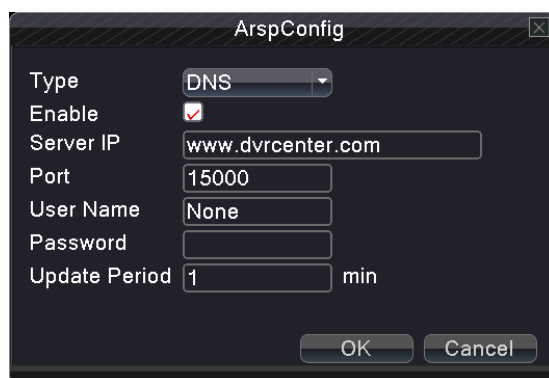 ArspConfig
Type DNS
Enable
Server IP www.dvrcenter.com
Port 15000
User Name None
Password
Update Period 1 min
OK Cancel